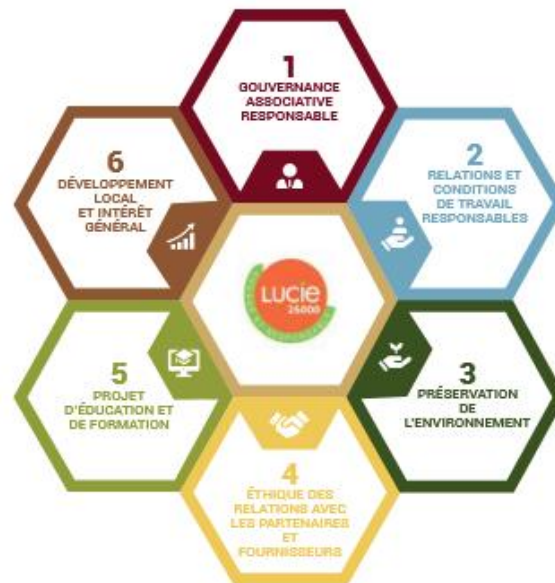 1
GOUVERNANCE
ASSOCIATIVE
RESPONSABLE
2
RELATIONS ET
CONDITIONS
DE TRAVAIL
RESPONSABLES
3
PRÉSERVATION
DE
L'ENVIRONNEMENT
4
ÉTHIQUE DES
RELATIONS AVEC
LES PARTENAIRES
ET
FOURNISSEURS
5
PROJET
D'ÉDUCATION ET
DE FORMATION
6
DÉVELOPPEMENT
LOCAL
ET INTÉRÊT
GÉNÉRAL
LUCIE
26000